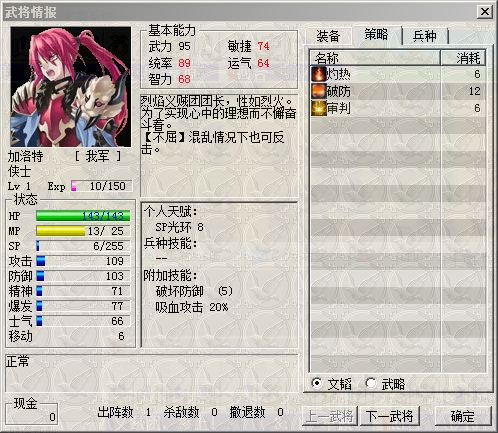 武将情报
基本能力
武力 95 敏捷 74
统率 89 运气 64
智力 68
烈焰义贼团团长，性如烈火。
为了实现心中的理想而不懈奋
斗着。
【不屈】混乱情况下也可反
击。
加洛特 [ 我军 ]
侠士
Lv 1 Exp 10/150
状态
HP 143/143
MP 13/ 25
SP 6/255
攻击 109
防御 103
精神 71
爆发 77
士气 66
移动 6
个人天赋:
SP光环 8
兵种技能:
--
附加技能:
破坏防御 (5)
吸血攻击 20%
正常
现金
0
出阵数 1 杀敌数 0 撤退数 0
装备 策略 兵种
名称 消耗
灼热 6
破防 12
审判 6
文韬 武略
上一武将 下一武将 确定